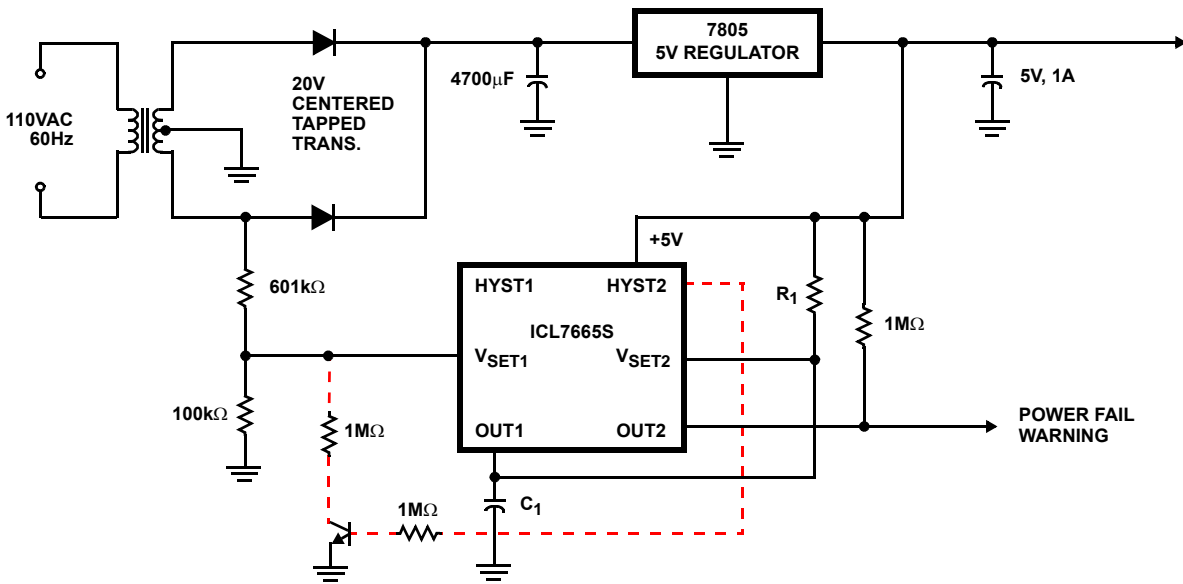 7805
5V REGULATOR
110VAC
60Hz
20V
CENTERED
TAPPED
TRANS.
4700μF
5V, 1A
+5V
601kΩ
HYST1
HYST2
R1
ICL7665S
1MΩ
VSET1
VSET2
100kΩ
1MΩ
OUT1
OUT2
POWER FAIL
WARNING
C1
1MΩ